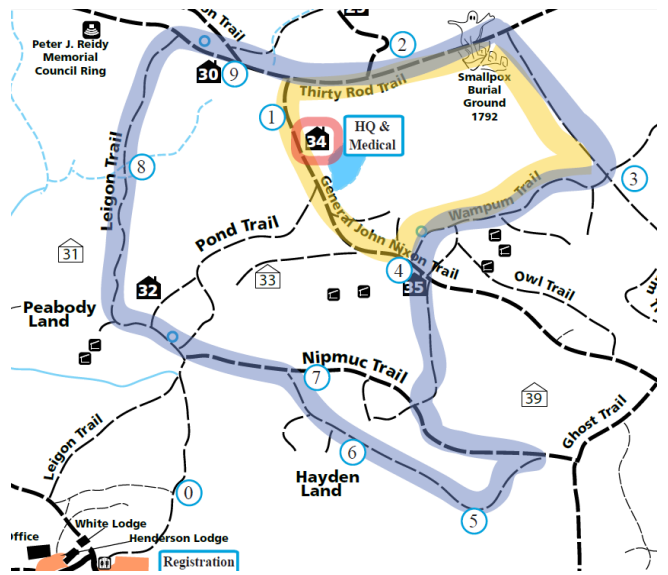 on Trail
Peter J. Reidy
Memorial
Council Ring
30
9
2
Thirty Rod Trail
Smallpox
Burial
Ground
1792
1
34
HQ &
Medical
8
Leigon Trail
3
General John Nixon Trail
Wampum Trail
Pond Trail
31
33
4
35
Owl Trail
32
Peabody
Land
7
Nipmuc Trail
39
Ghost Trail
Leigon Trail
6
Hayden
Land
0
5
White Lodge
Office
Henderson Lodge
Registration